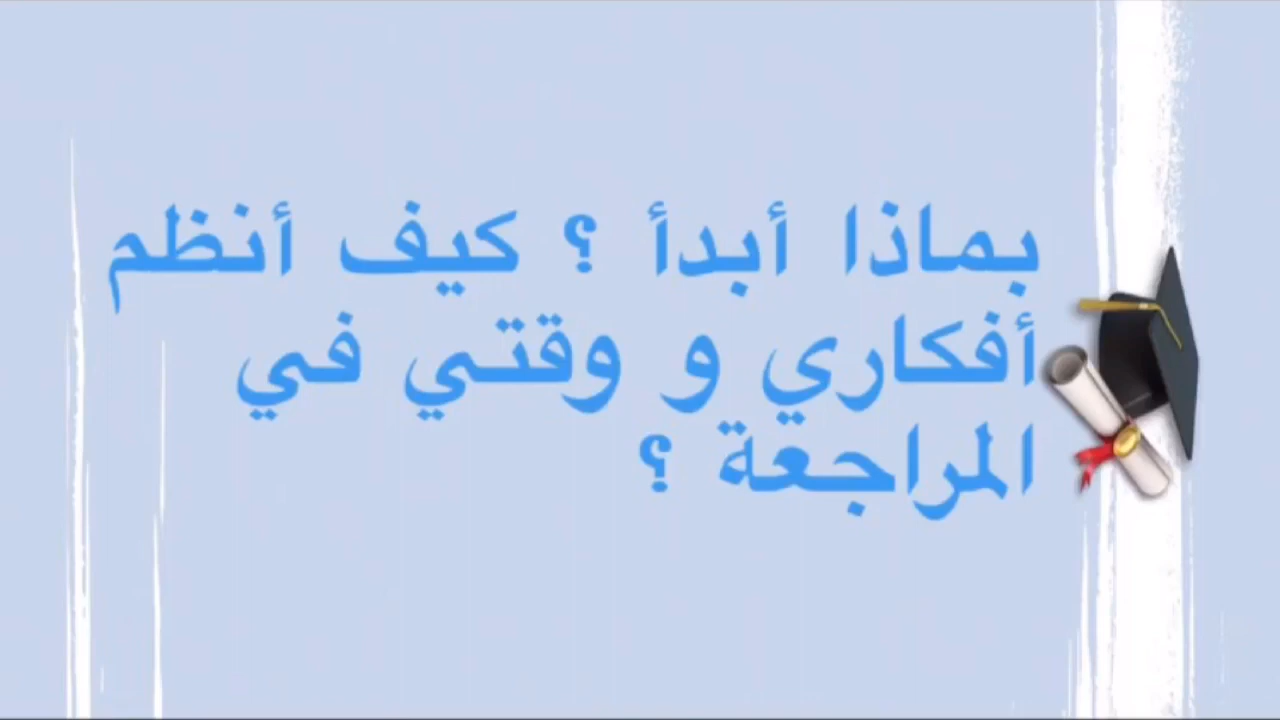 بماذا أبدأ ؟ كيف أنظم
أفكاري و وقتي في
المراجعة ؟